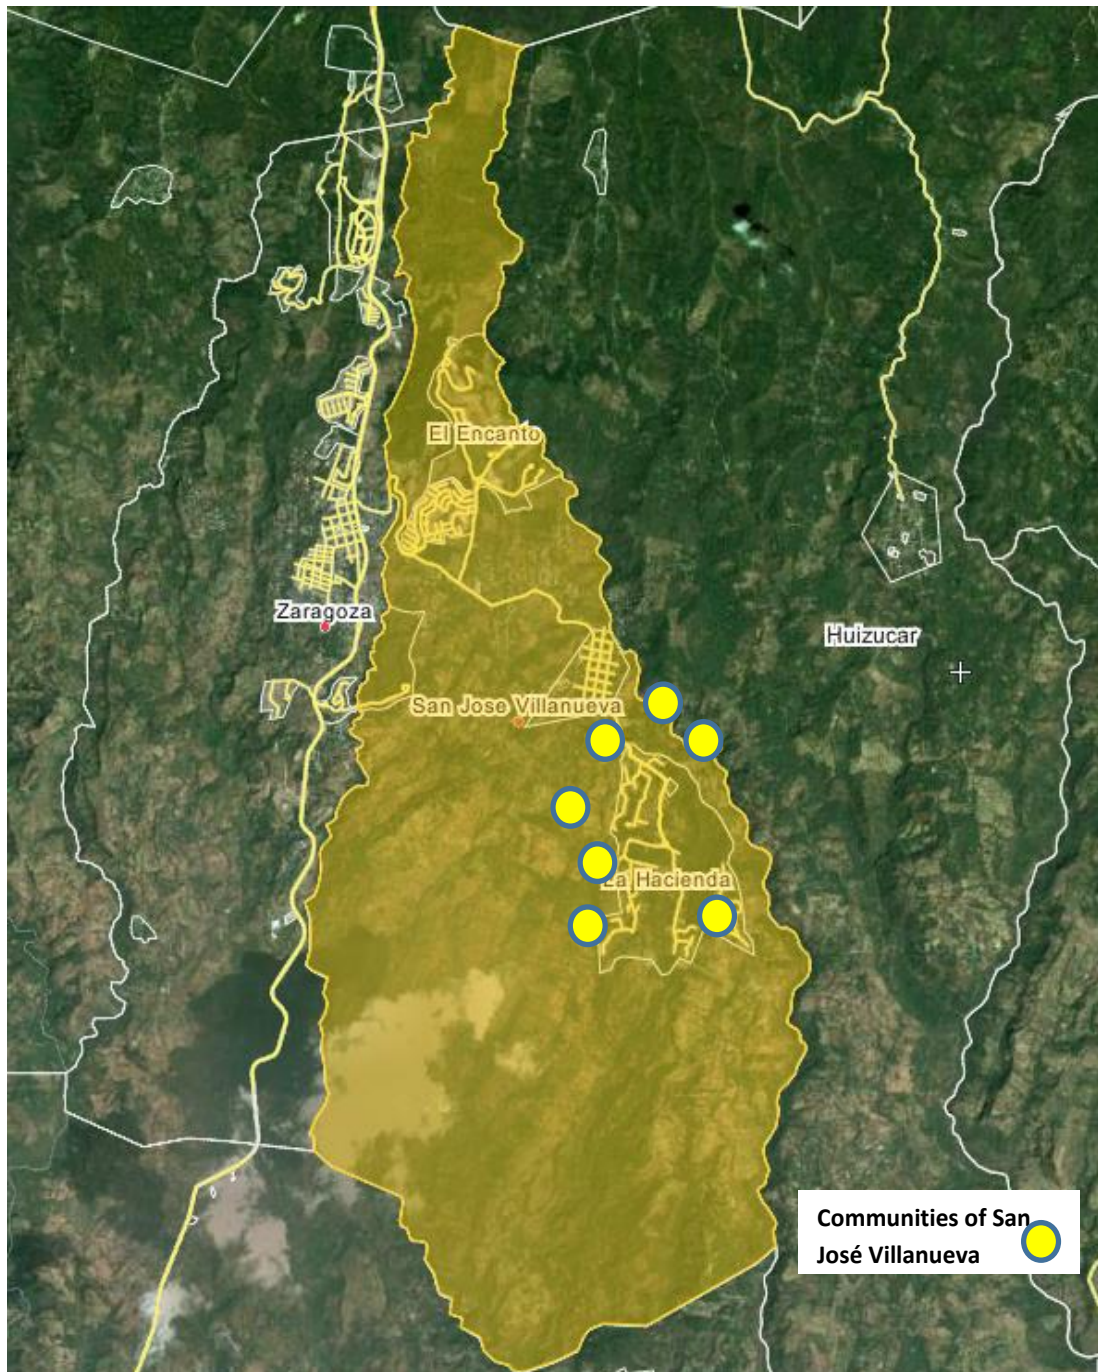 El Encanto
Zaragoza
Huizucar
San Jose Villanueva
La Hacienda
Communities of San
José Villanueva